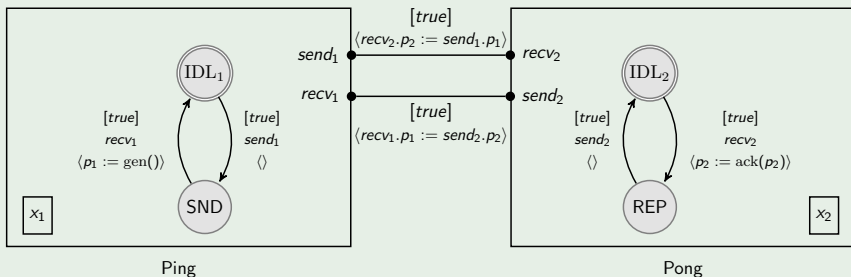 [true]
⟨recv₂.p₂ := send₁.p₁⟩
send₁
recv₂
IDL₁
IDL₂
recv₁
send₂
[true]
⟨recv₁.p₁ := send₂.p₂⟩
[true]
recv₁
⟨p₁ := gen()⟩
[true]
send₁
⟨⟩
[true]
send₂
⟨⟩
[true]
recv₂
⟨p₂ := ack(p₂)⟩
SND
REP
x₁
x₂
Ping
Pong